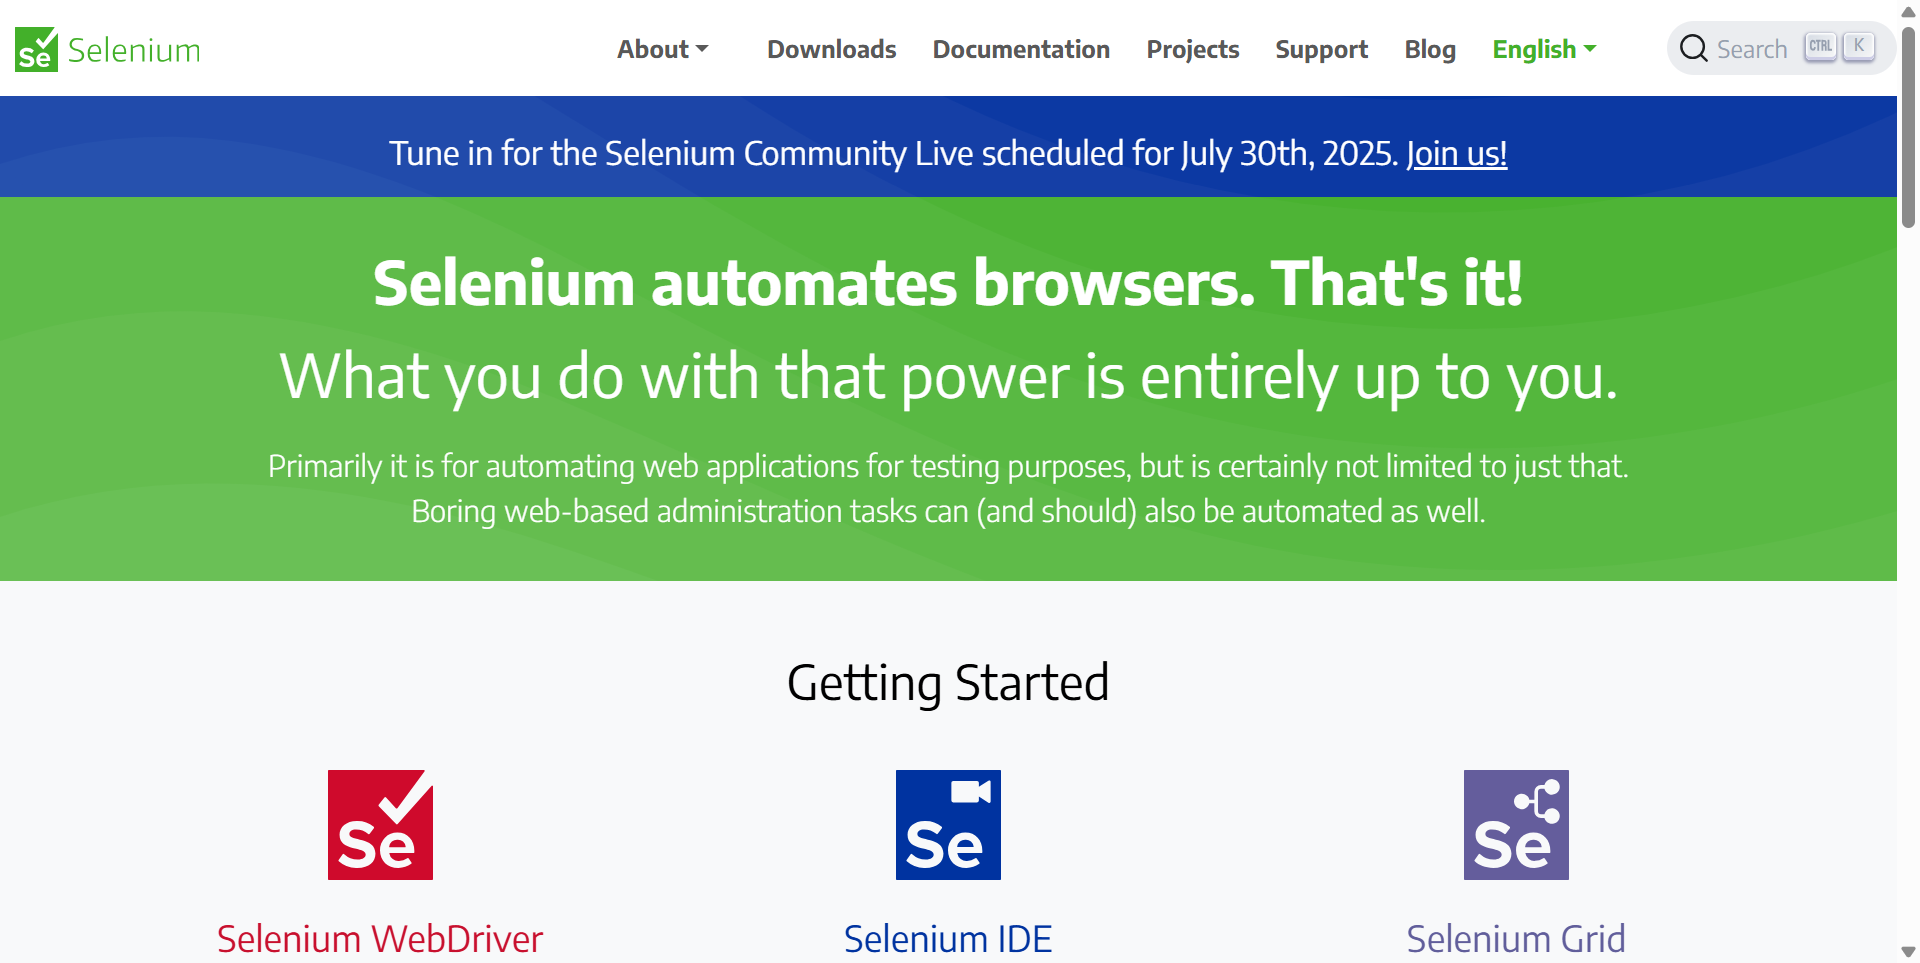 Se Selenium
About
Downloads
Documentation
Projects
Support
Blog
English
Search
CTRL
K
Tune in for the Selenium Community Live scheduled for July 30th, 2025. Join us!
Selenium automates browsers. That's it!
What you do with that power is entirely up to you.
Primarily it is for automating web applications for testing purposes, but is certainly not limited to just that.
Boring web-based administration tasks can (and should) also be automated as well.
Getting Started
Se
Se
Se
Selenium WebDriver
Selenium IDE
Selenium Grid